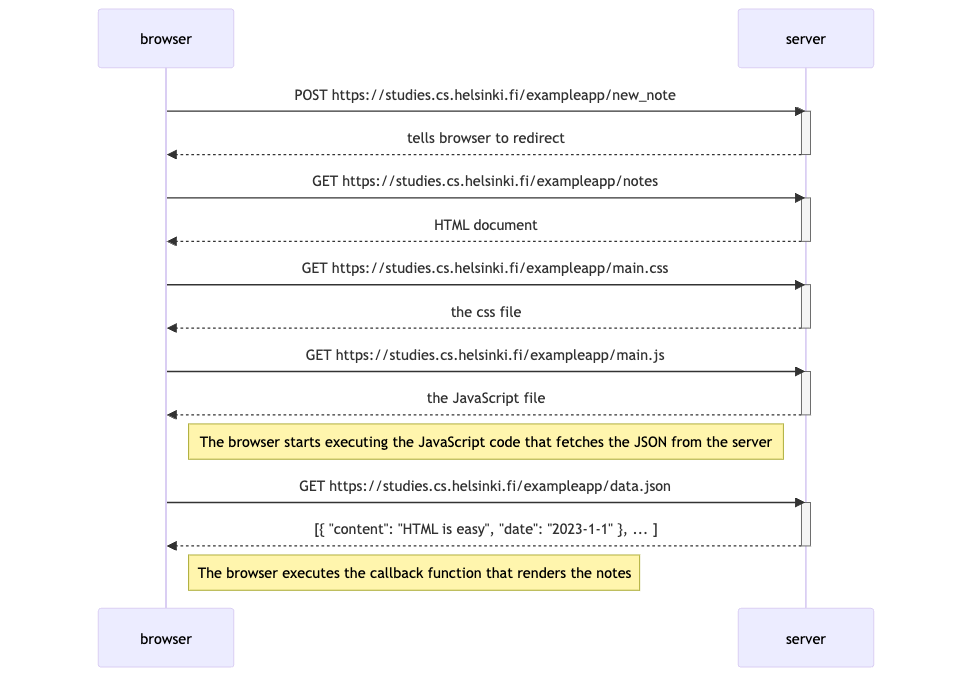 browser
server
POST https://studies.cs.helsinki.fi/exampleapp/new_note
tells browser to redirect
GET https://studies.cs.helsinki.fi/exampleapp/notes
HTML document
GET https://studies.cs.helsinki.fi/exampleapp/main.css
the css file
GET https://studies.cs.helsinki.fi/exampleapp/main.js
the JavaScript file
The browser starts executing the JavaScript code that fetches the JSON from the server
GET https://studies.cs.helsinki.fi/exampleapp/data.json
[{ "content": "HTML is easy", "date": "2023-1-1" }, ... ]
The browser executes the callback function that renders the notes
browser
server